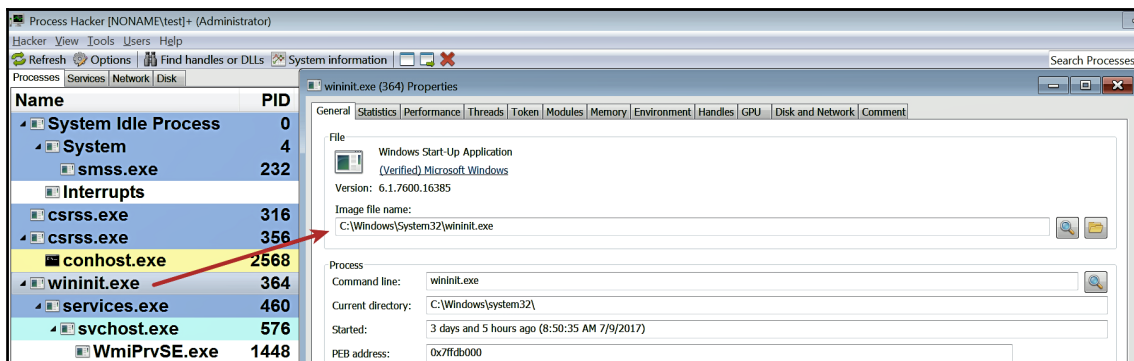 Process Hacker [NONAME\test]+ (Administrator)
Hacker View Tools Users Help
Refresh Options Find handles or DLLs System information Search Processes
Processes Services Network Disk
Name PID
System Idle Process 0
System 4
smss.exe 232
Interrupts
csrss.exe 316
csrss.exe 356
conhost.exe 2568
wininit.exe 364
services.exe 460
svchost.exe 576
WmiPrvSE.exe 1448
wininit.exe (364) Properties
General Statistics Performance Threads Token Modules Memory Environment Handles GPU Disk and Network Comment
File
Windows Start-Up Application
(Verified) Microsoft Windows
Version: 6.1.7600.16385
Image file name:
C:\Windows\System32\wininit.exe
Process
Command line: wininit.exe
Current directory: C:\Windows\system32\
Started: 3 days and 5 hours ago (8:50:35 AM 7/9/2017)
PEB address: 0x7ffdb000